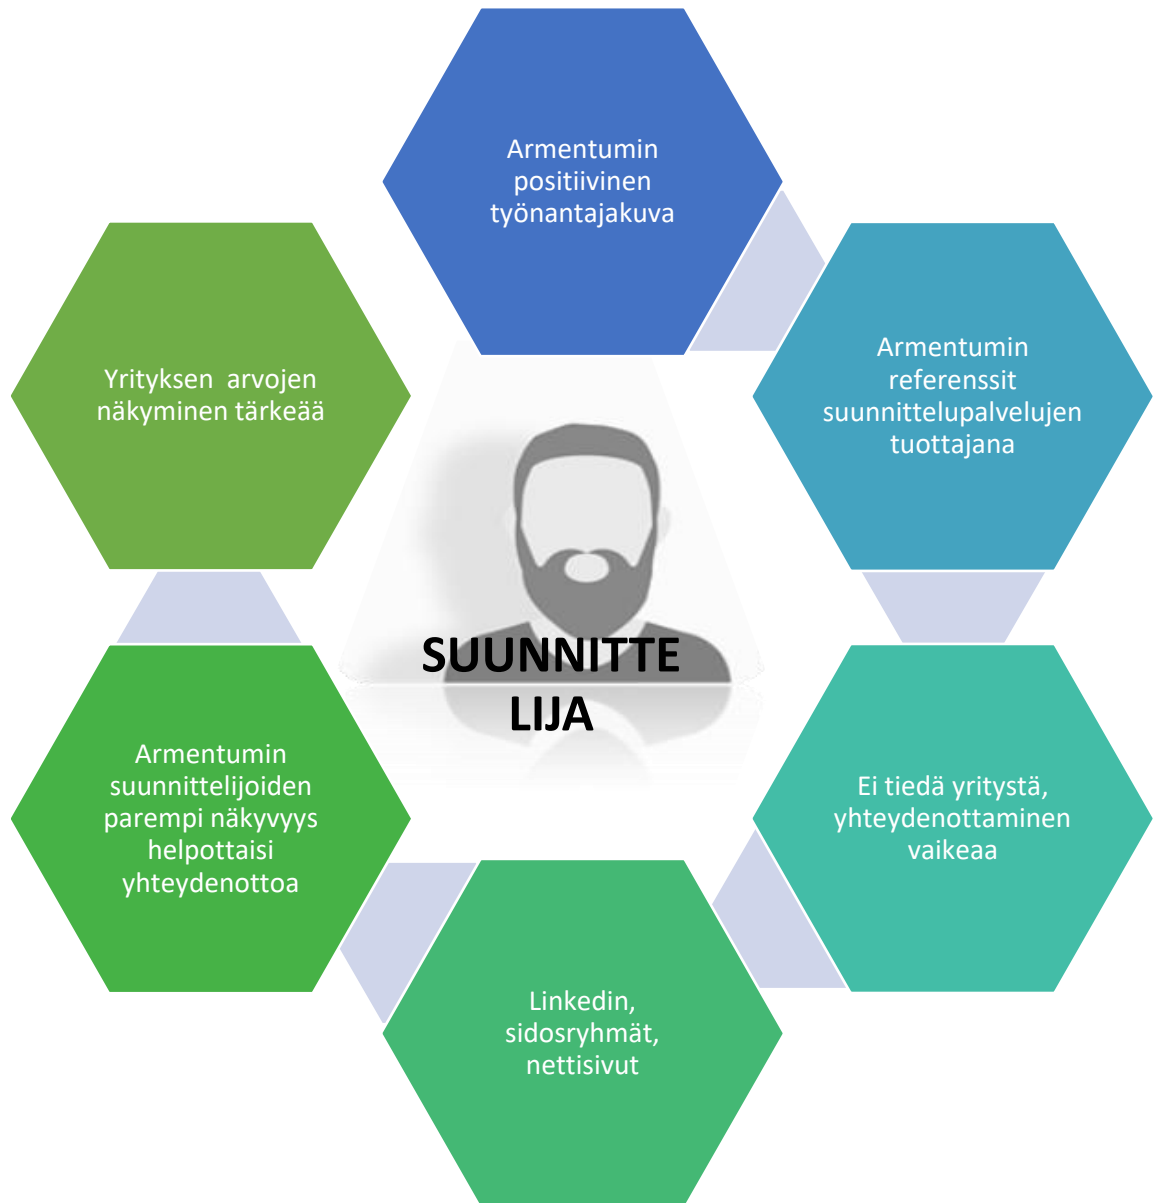 Armentumin
positiivinen
työnantajakuva
Armentumin
referenssit
suunnittelupalvelujen
tuottajana
Ei tiedä yritystä,
yhteydenottaminen
vaikeaa
Linkedin,
sidosryhmät,
nettisivut
Armentumin
suunnittelijoiden
parempi näkyvyys
helpottaisi
yhteydenottoa
Yrityksen arvojen
näkyminen tärkeää
SUUNNITTE
LIJA